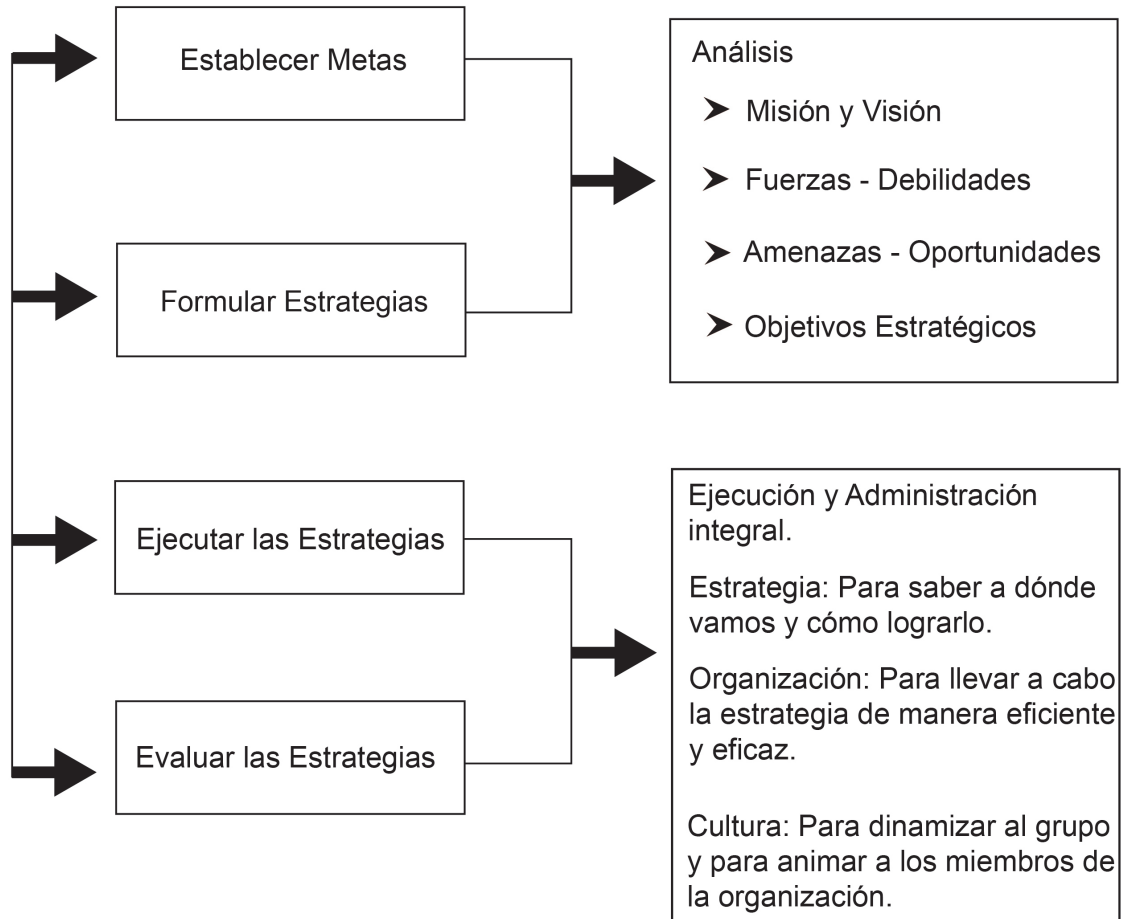 Establecer Metas
Formular Estrategias
Ejecutar las Estrategias
Evaluar las Estrategias
Análisis
Misión y Visión
Fuerzas - Debilidades
Amenazas - Oportunidades
Objetivos Estratégicos
Ejecución y Administración
integral.
Estrategia: Para saber a dónde
vamos y cómo lograrlo.
Organización: Para llevar a cabo
la estrategia de manera eficiente
y eficaz.
Cultura: Para dinamizar al grupo
y para animar a los miembros de
la organización.